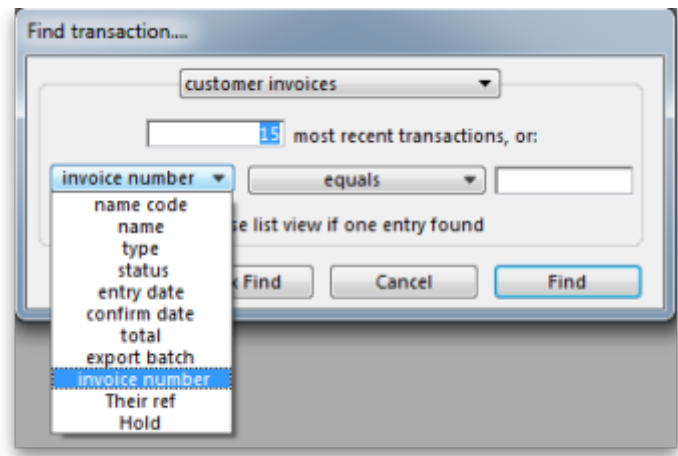 Find transaction....
customer invoices
15 most recent transactions, or:
invoice number equals
name code
name
se list view if one entry found
type
status
entry date
Find Cancel Find
confirm date
total
export batch
invoice number
Their ref
Hold